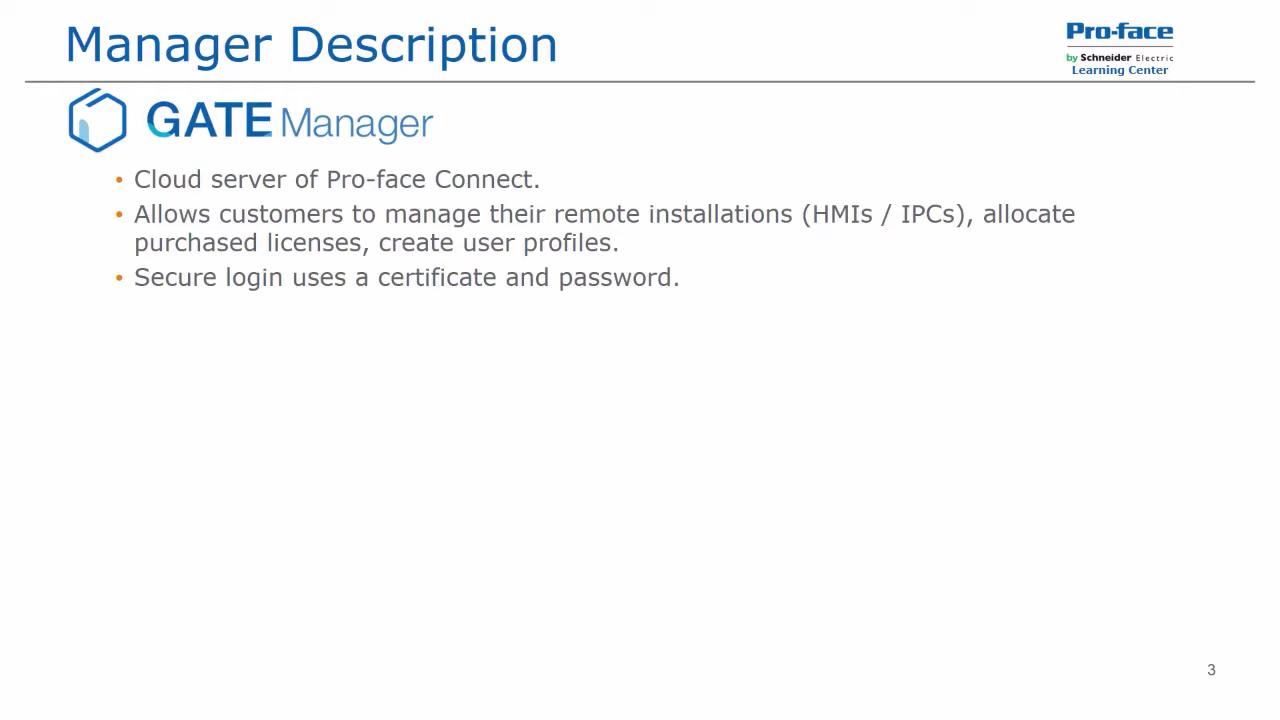 Manager Description
Pro-face
by Schneider Electric
Learning Center
GATE Manager
• Cloud server of Pro-face Connect.
• Allows customers to manage their remote installations (HMIs / IPCs), allocate
purchased licenses, create user profiles.
• Secure login uses a certificate and password.
3